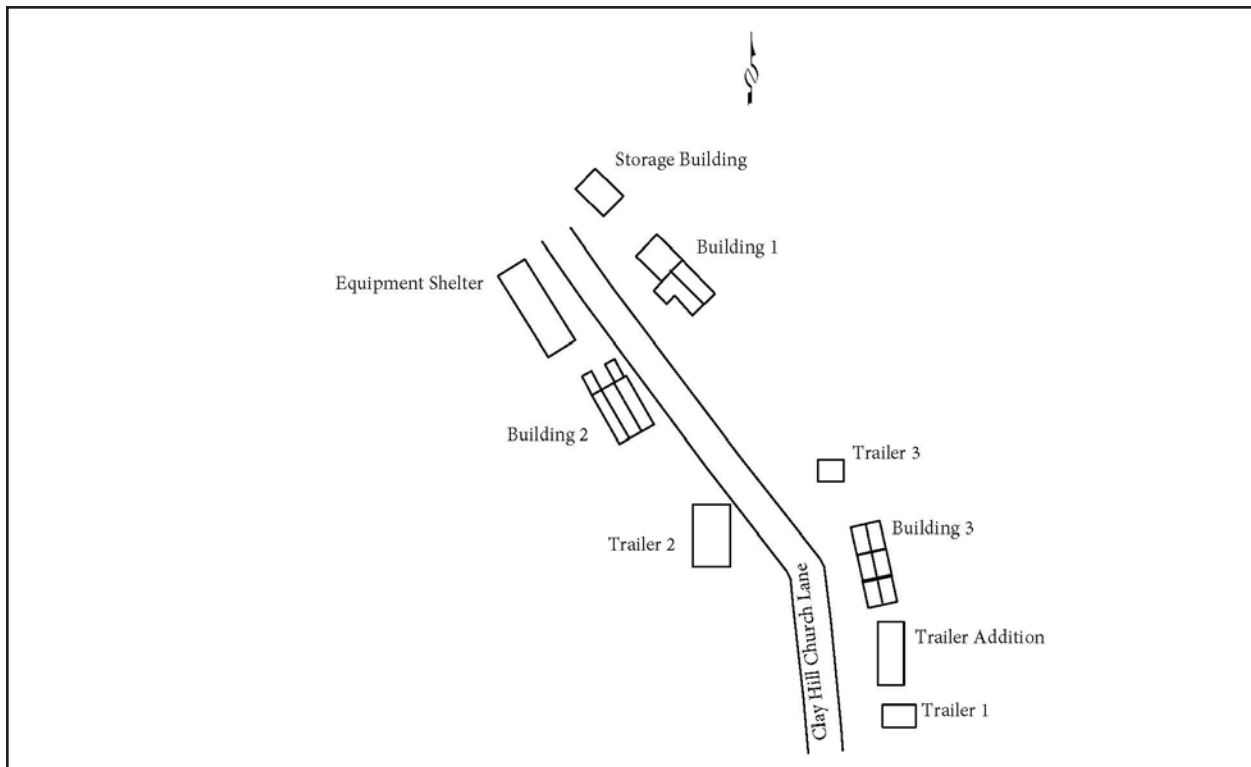 N
Storage Building
Building 1
Equipment Shelter
Building 2
Trailer 3
Building 3
Trailer 2
Clay Hill Church Lane
Trailer Addition
Trailer 1